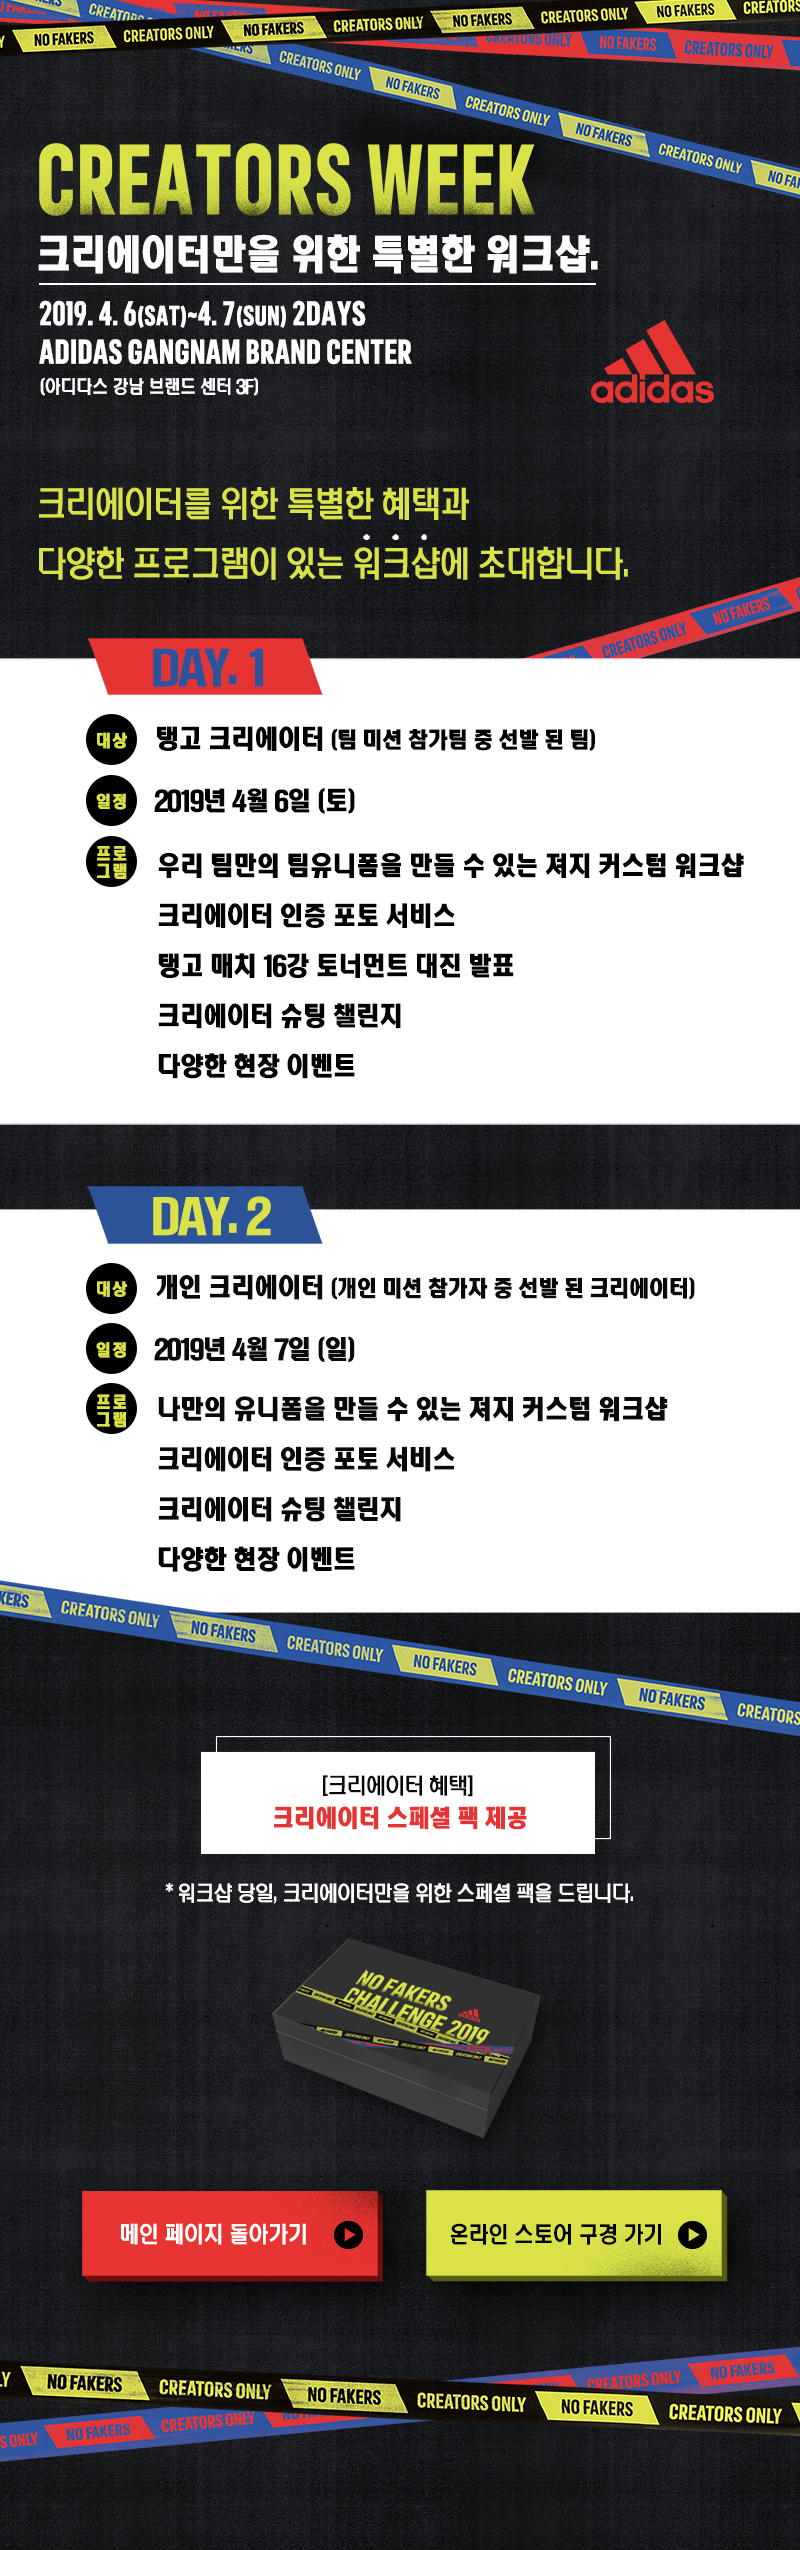 NO FAKERS CREATORS ONLY NO FAKERS CREATORS ONLY NO FAKERS CREATORS ONLY NO FAKERS
CREATORS ONLY NO FAKERS CREATORS ONLY
CREATORS ONLY NO FAKERS CREATORS ONLY NO FAKERS CREATORS ONLY
CREATORS WEEK
크리에이터만을 위한 특별한 워크샵.
2019. 4. 6(SAT)~4. 7(SUN) 2DAYS
ADIDAS GANGNAM BRAND CENTER
(아디다스 강남 브랜드 센터 3F)
adidas
크리에이터를 위한 특별한 혜택과
다양한 프로그램이 있는 워크샵에 초대합니다.
CREATORS ONLY NO FAKERS
DAY. 1
대상 탱고 크리에이터 (팀 미션 참가팀 중 선발 된 팀)
일정 2019년 4월 6일 (토)
프로그램 우리 팀만의 팀유니폼을 만들 수 있는 져지 커스텀 워크샵
크리에이터 인증 포토 서비스
탱고 매치 16강 토너먼트 대진 발표
크리에이터 슈팅 챌린지
다양한 현장 이벤트
DAY. 2
대상 개인 크리에이터 (개인 미션 참가자 중 선발 된 크리에이터)
일정 2019년 4월 7일 (일)
프로그램 나만의 유니폼을 만들 수 있는 져지 커스텀 워크샵
크리에이터 인증 포토 서비스
크리에이터 슈팅 챌린지
다양한 현장 이벤트
KERS CREATORS ONLY NO FAKERS CREATORS ONLY NO FAKERS CREATORS ONLY NO FAKERS CREATORS
[크리에이터 혜택]
크리에이터 스페셜 팩 제공
* 워크샵 당일, 크리에이터만을 위한 스페셜 팩을 드립니다.
NO FAKERS
CHALLENGE 2019
메인 페이지 돌아가기
온라인 스토어 구경 가기
CREATORS ONLY NO FAKERS
LY NO FAKERS CREATORS ONLY NO FAKERS CREATORS ONLY NO FAKERS CREATORS ONLY
S ONLY NO FAKERS CREATORS ONLY